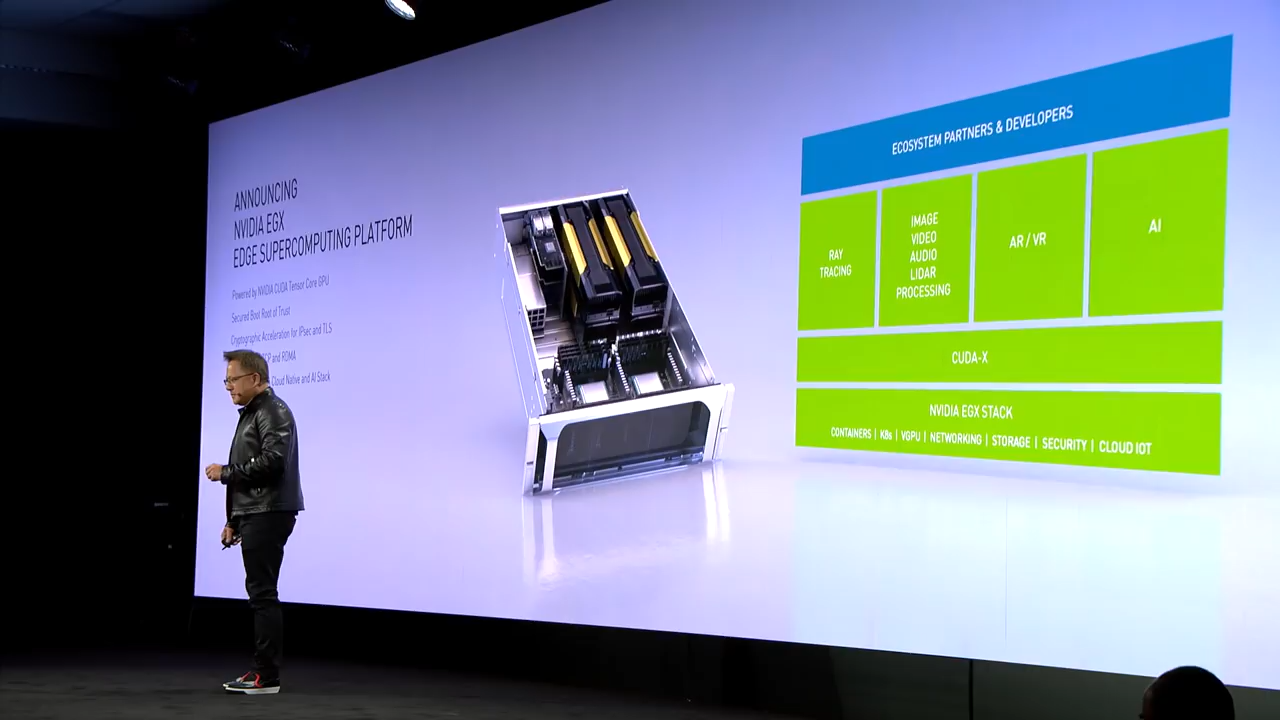 ANNOUNCING
NVIDIA EGX
EDGE SUPERCOMPUTING PLATFORM
Powered by NVIDIA CUDA Tensor Core GPU
Secured Boot Root of Trust
Cryptographic Acceleration for IPsec and TLS
and RDMA
Cloud Native and AI Stack
ECOSYSTEM PARTNERS & DEVELOPERS
RAY
TRACING
IMAGE
VIDEO
AUDIO
LIDAR
PROCESSING
AR / VR
AI
CUDA-X
NVIDIA EGX STACK
CONTAINERS | K8s | VGPU | NETWORKING | STORAGE | SECURITY | CLOUD IOT